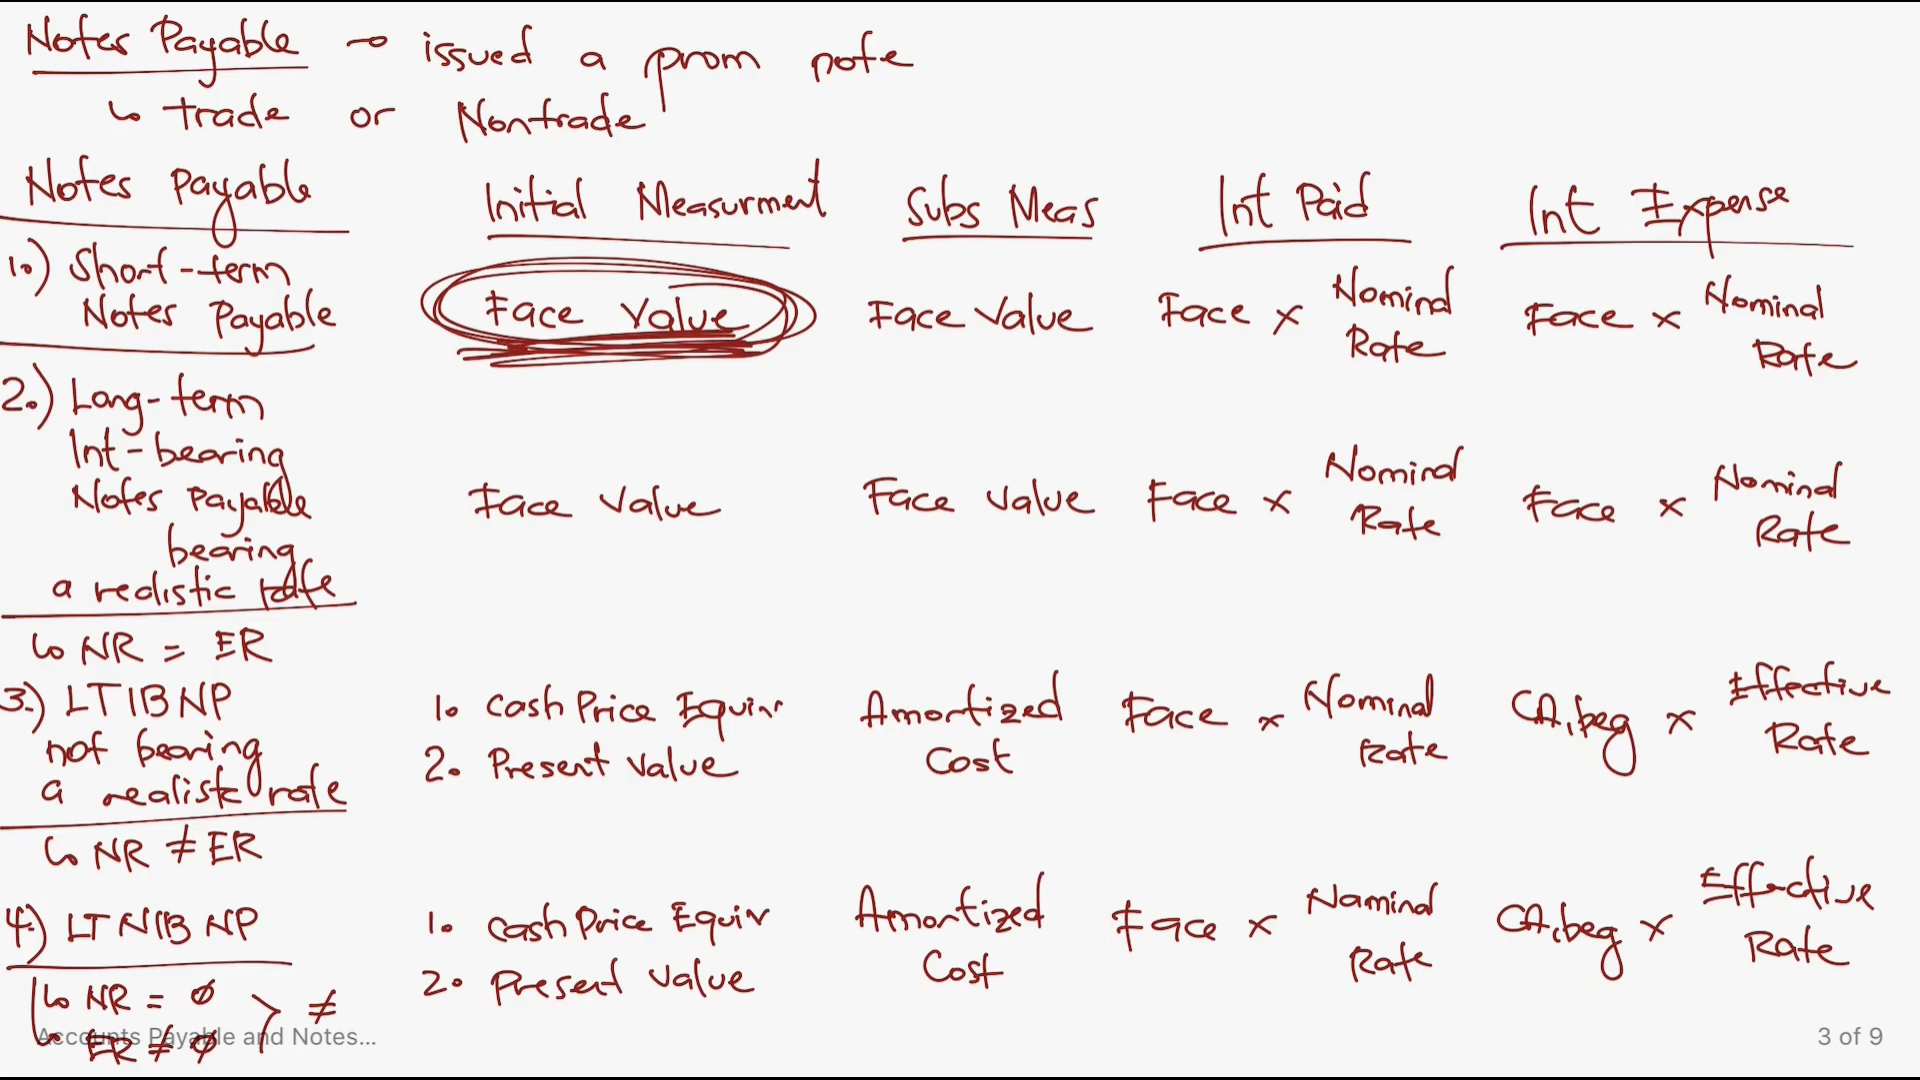 Notes Payable → issued a prom note
↳ trade or Nontrade
Notes Payable Initial Measurment Subs Meas Int Paid Int Expense
1.) Short-term Notes Payable
Face Value Face Value Face x Nominal Rate Face x Nominal Rate
2.) Long-term
Int-bearing
Notes Payable
bearing
a realistic rate
Face Value Face Value Face x Nominal Rate Face x Nominal Rate
↳ NR = ER
3.) LTIBNP
not bearing
a realistc rate
1. Cash Price Equiv
2. Present Value
Amortized Cost Face x Nominal Rate CA, beg x Effective Rate
↳ NR ≠ ER
4.) LTNIB NP
1. Cash Price Equiv
2. Present Value
Amortized Cost Face x Nominal Rate CA, beg x Effective Rate
↳ NR = ∅ > ≠
↳ ER ≠ ∅
Accounts Payable and Notes...
3 of 9